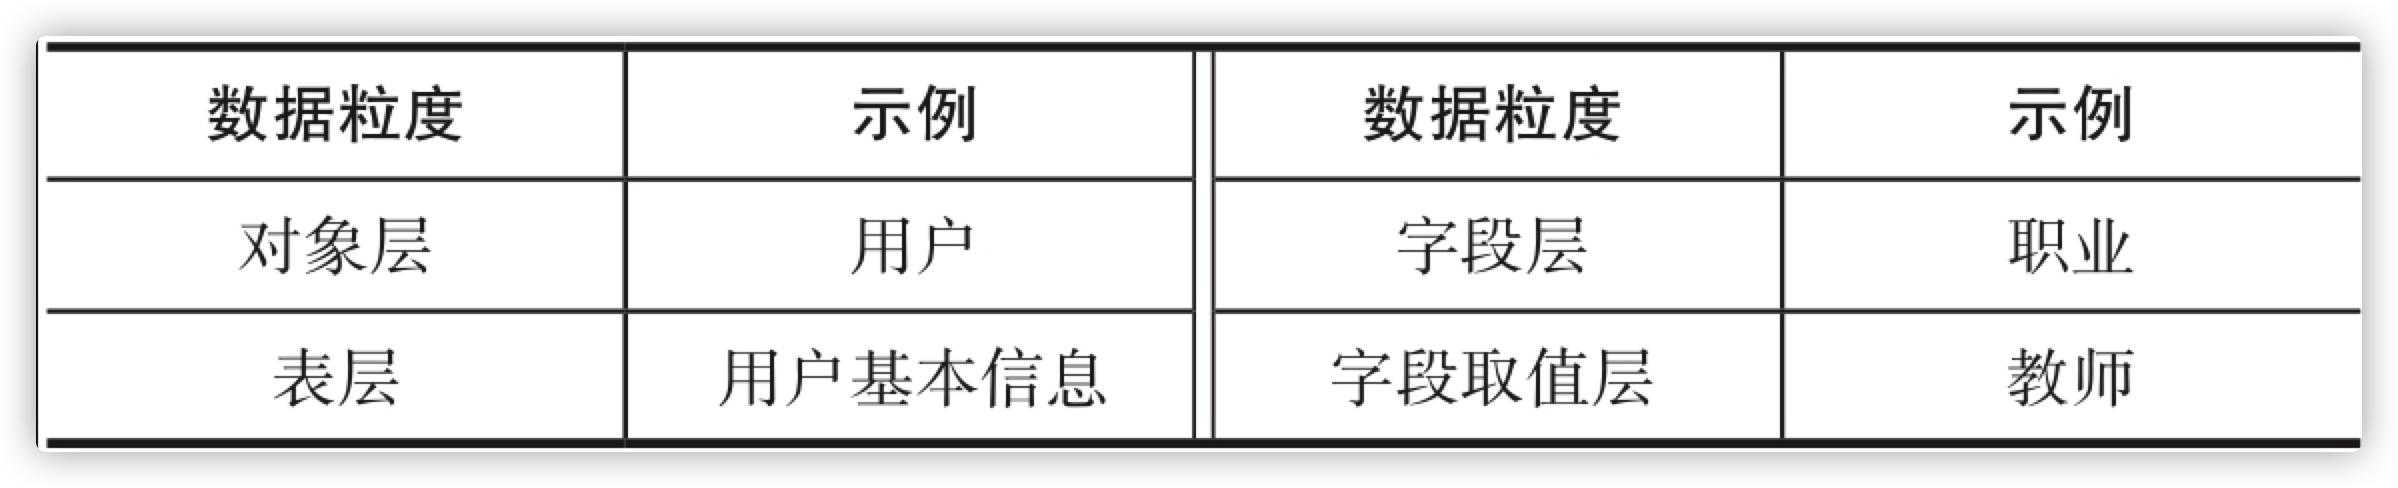 数据粒度 示例 数据粒度 示例
对象层 用户 字段层 职业
表层 用户基本信息 字段取值层 教师